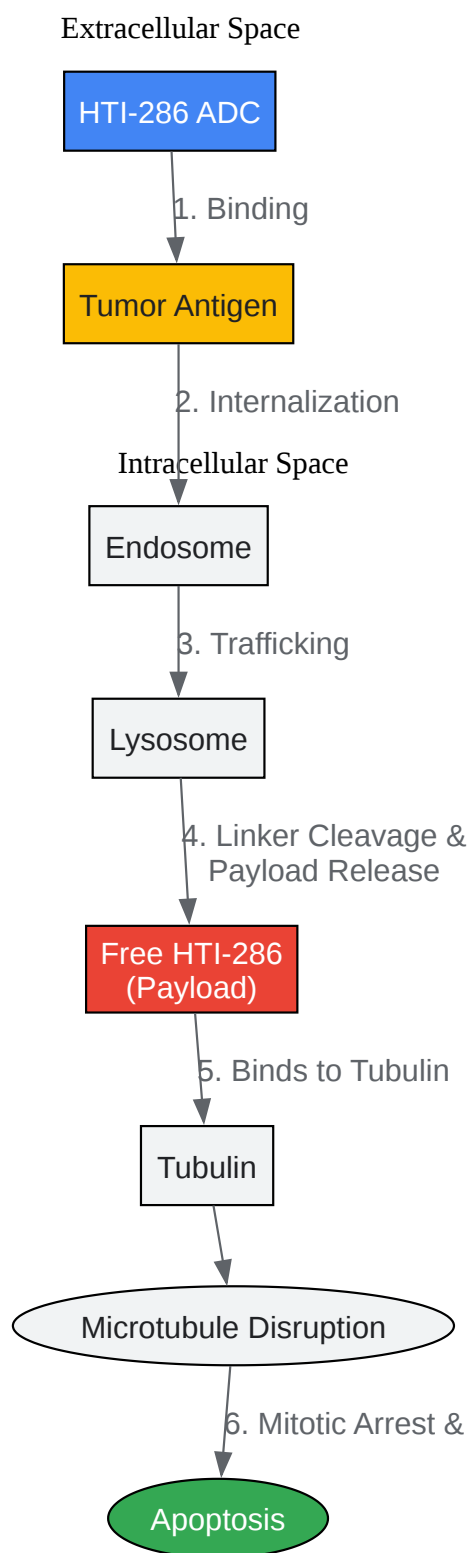 Extracellular Space
HTI-286 ADC
1. Binding
Tumor Antigen
2. Internalization
Intracellular Space
Endosome
3. Trafficking
Lysosome
4. Linker Cleavage &
Payload Release
Free HTI-286
(Payload)
5. Binds to Tubulin
Tubulin
Microtubule Disruption
6. Mitotic Arrest &
Apoptosis